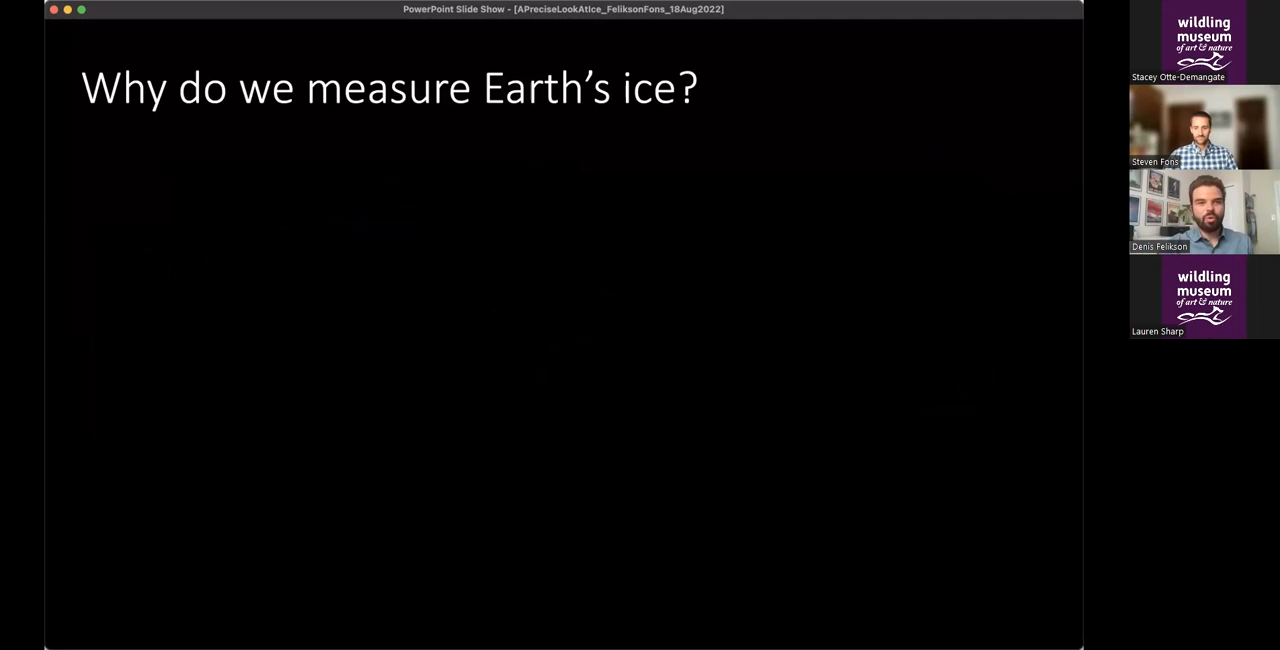 PowerPoint Slide Show - [APreciseLookAtIce_FeliksonFons_18Aug2022]
Why do we measure Earth's ice?
wildling
museum
of art & nature
Stacey Otte-Demangate
Steven Fons
Denis Felikson
wildling
museum
of art & nature
Lauren Sharp